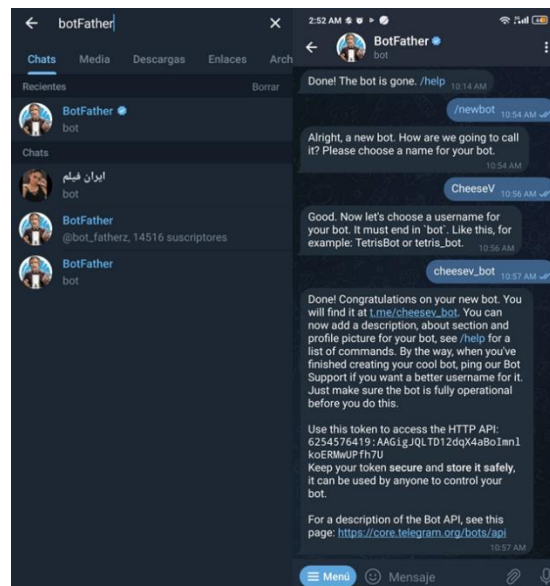 botFather
Chats Media Descargas Enlaces Arch
Recientes Borrar
BotFather
bot
Chats
ایران فیلم
bot
BotFather
@bot_fatherz, 14516 suscriptores
BotFather
bot
2:52 AM
BotFather
bot
Done! The bot is gone. /help 10:14 AM
/newbot 10:54 AM
Alright, a new bot. How are we going to call
it? Please choose a name for your bot.
10:54 AM
CheeseV 10:56 AM
Good. Now let's choose a username for
your bot. It must end in `bot`. Like this, for
example: TetrisBot or tetris_bot. 10:56 AM
cheesev_bot 10:57 AM
Done! Congratulations on your new bot. You
will find it at t.me/cheesev_bot. You can
now add a description, about section and
profile picture for your bot, see /help for a
list of commands. By the way, when you've
finished creating your cool bot, ping our Bot
Support if you want a better username for it.
Just make sure the bot is fully operational
before you do this.
Use this token to access the HTTP API:
6254576419:AAGigJQLTD12dqX4aBoImnl
koERMwUPfh7U
Keep your token secure and store it safely,
it can be used by anyone to control your
bot.
For a description of the Bot API, see this
page: https://core.telegram.org/bots/api
10:57 AM
Menú Mensaje